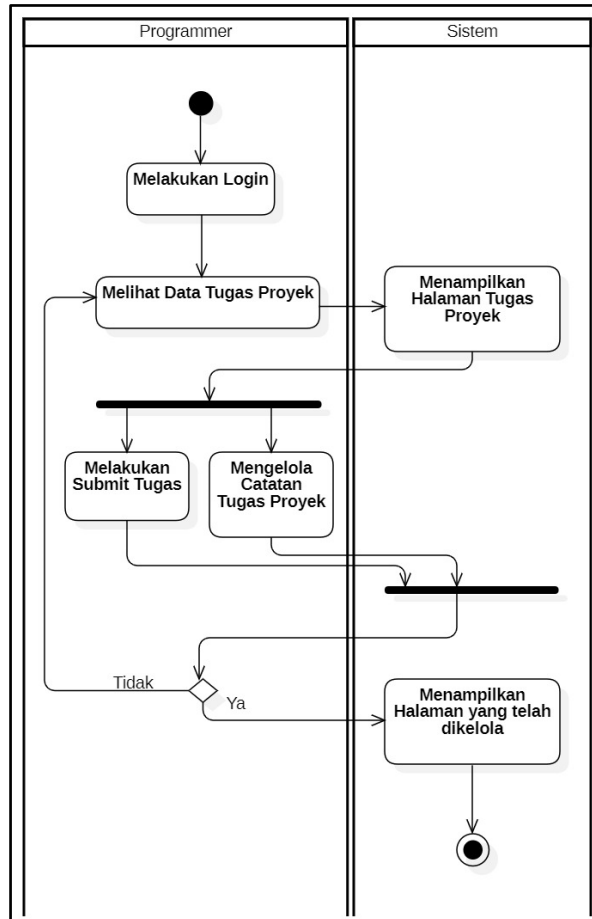 Programmer
Sistem
Melakukan Login
Melihat Data Tugas Proyek
Menampilkan
Halaman Tugas
Proyek
Melakukan
Submit Tugas
Mengelola
Catatan
Tugas Proyek
Tidak
Ya
Menampilkan
Halaman yang telah
dikelola